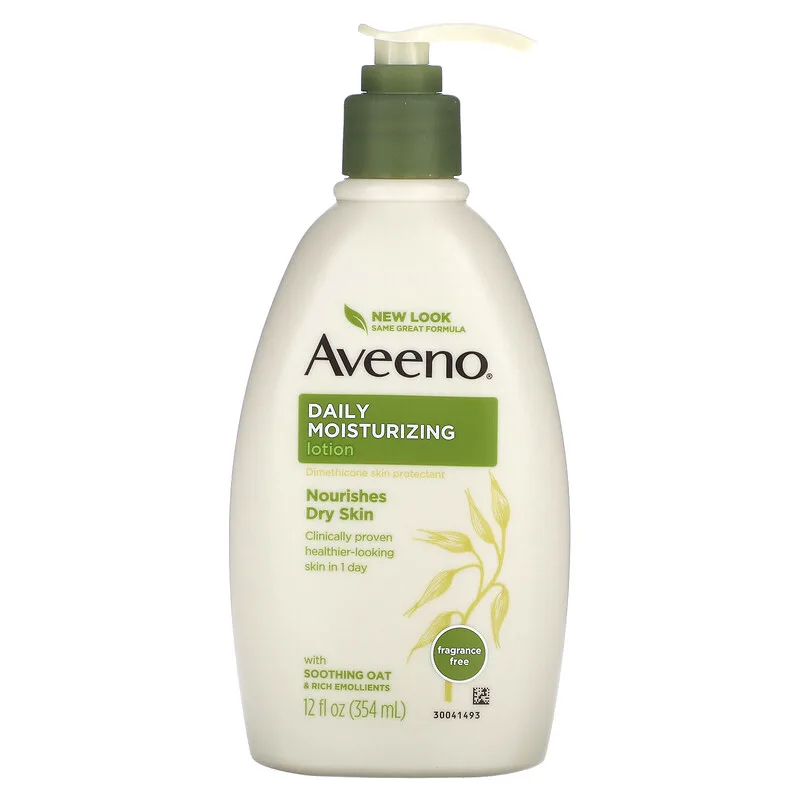 NEW LOOK
SAME GREAT FORMULA
Aveeno®
DAILY
MOISTURIZING
lotion
Dimethicone skin protectant
Nourishes
Dry Skin
Clinically proven
healthier-looking
skin in 1 day
fragrance
free
with
SOOTHING OAT
& RICH EMOLLIENTS
12 fl oz (354 mL)
30041493